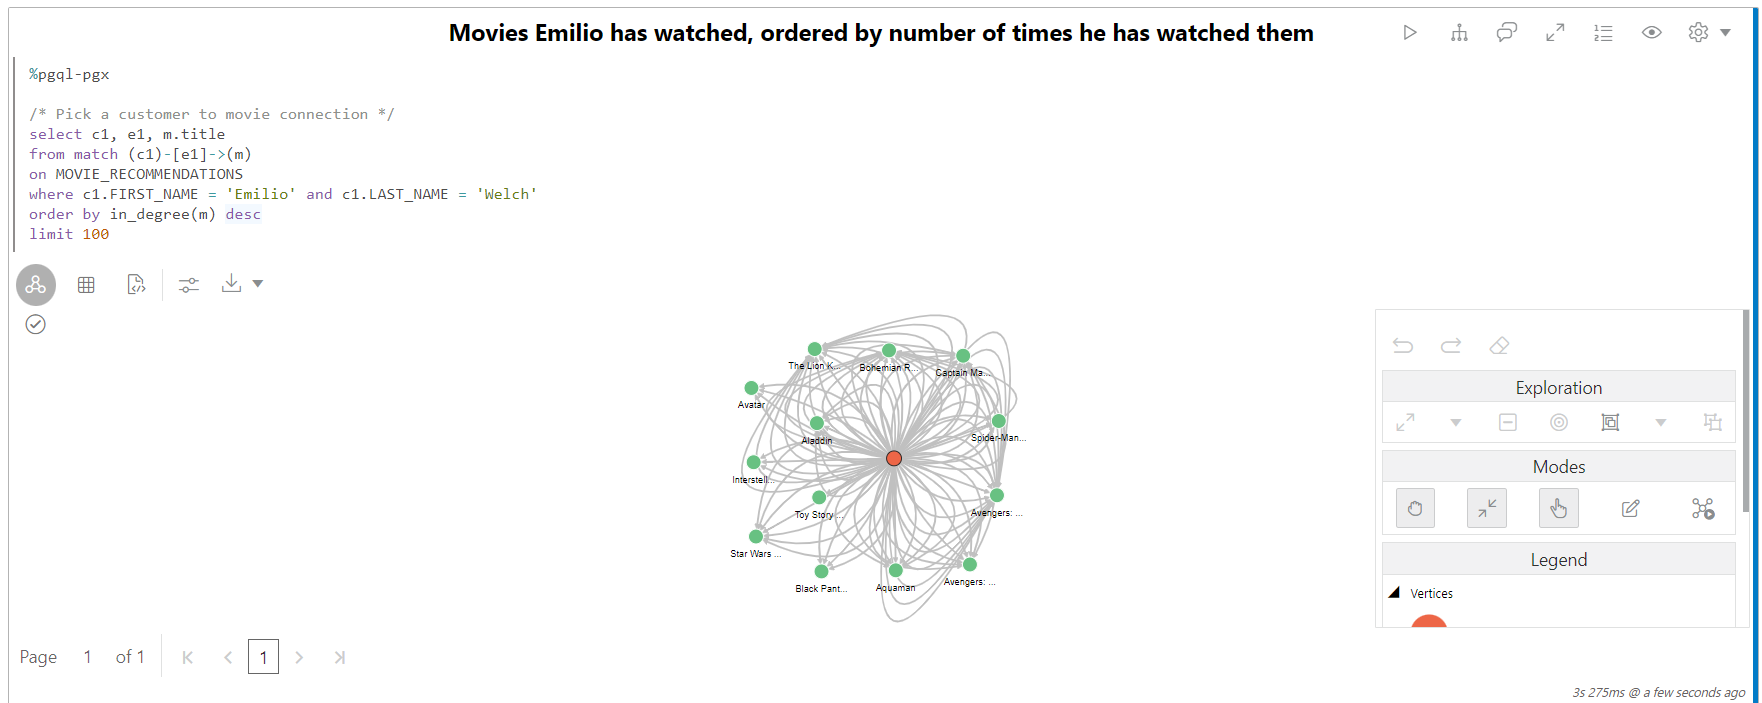 Movies Emilio has watched, ordered by number of times he has watched them
%pgql-pgx
/* Pick a customer to movie connection */
select c1, e1, m.title
from match (c1)-[e1]->(m)
on MOVIE_RECOMMENDATIONS
where c1.FIRST_NAME = 'Emilio' and c1.LAST_NAME = 'Welch'
order by in_degree(m) desc
limit 100
The Lion K...
Bohemian R...
Captain Ma...
Avatar
Aladdin
Spider-Man...
Interstell...
Toy Story ...
Avengers: ...
Star Wars ...
Black Pant...
Aquaman
Avengers: ...
Exploration
Modes
Legend
Vertices
Page 1 of 1 1
3s 275ms @ a few seconds ago